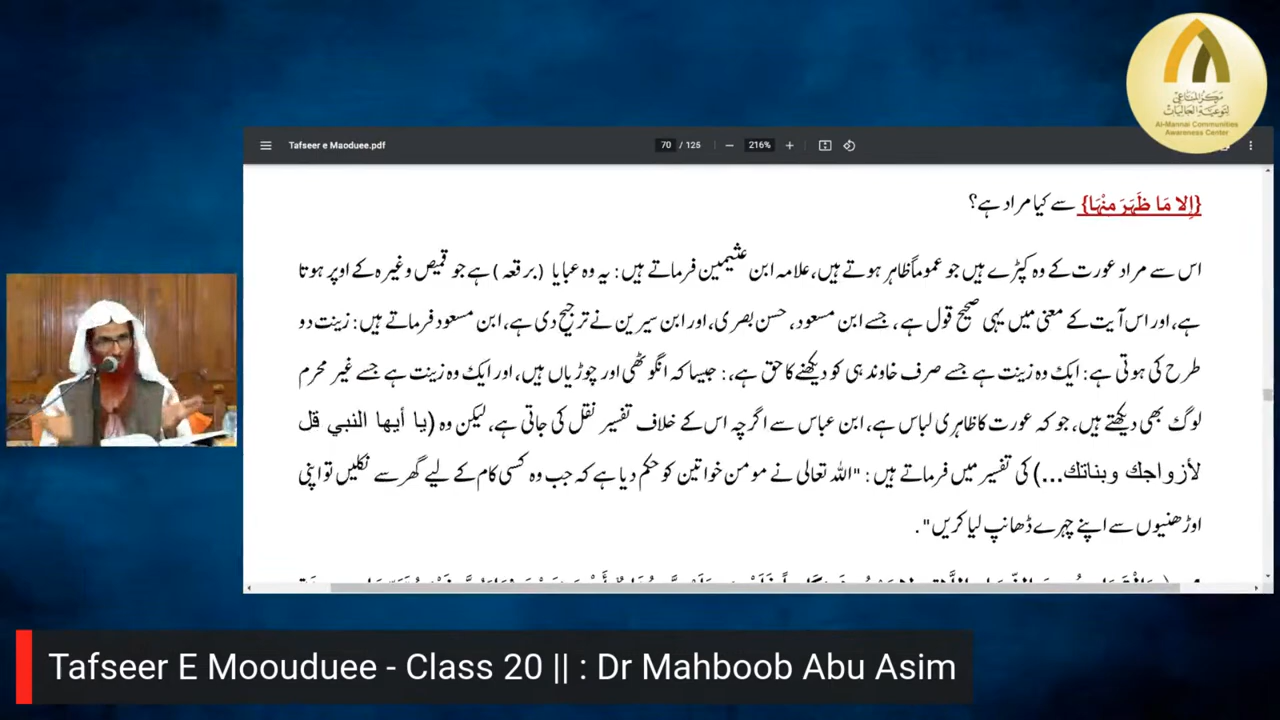 مركز المناعي
لتوعية الجاليات
Al-Mannai Communities
Awareness Center
Tafseer e Maoduee.pdf
70 / 125
216%
{إِلا مَا ظَهَرَ مِنْهَا} سے کیا مراد ہے؟
اس سے مراد عورت کے وہ کپڑے ہیں جو عموماً ظاہر ہوتے ہیں، علامہ ابن عثیمین فرماتے ہیں: یہ وہ عبایا (برقعہ) ہے جو قمیص وغیرہ کے اوپر ہوتا
ہے، اور اس آیت کے معنی میں یہی صحیح قول ہے، جسے ابن مسعود، حسن بصری، اور ابن سیرین نے ترجیح دی ہے، ابن مسعود فرماتے ہیں: زینت دو
طرح کی ہوتی ہے: ایک وہ زینت ہے جسے صرف خاوند ہی کو دیکھنے کا حق ہے،: جیسا کہ انگوٹھی اور چوڑیاں ہیں، اور ایک وہ زینت ہے جسے غیر محرم
لوگ بھی دیکھتے ہیں، جو کہ عورت کا ظاہری لباس ہے، ابن عباس سے اگرچہ اس کے خلاف تفسیر نقل کی جاتی ہے، لیکن وہ (يا أيها النبي قل
لأزواجك وبناتك...) کی تفسیر میں فرماتے ہیں: "اللہ تعالی نے مومن خواتین کو حکم دیا ہے کہ جب وہ کسی کام کے لیے گھر سے نکلیں تو اپنی
اوڑھنیوں سے اپنے چہرے ڈھانپ لیا کریں".
Tafseer E Moouduee - Class 20 || : Dr Mahboob Abu Asim